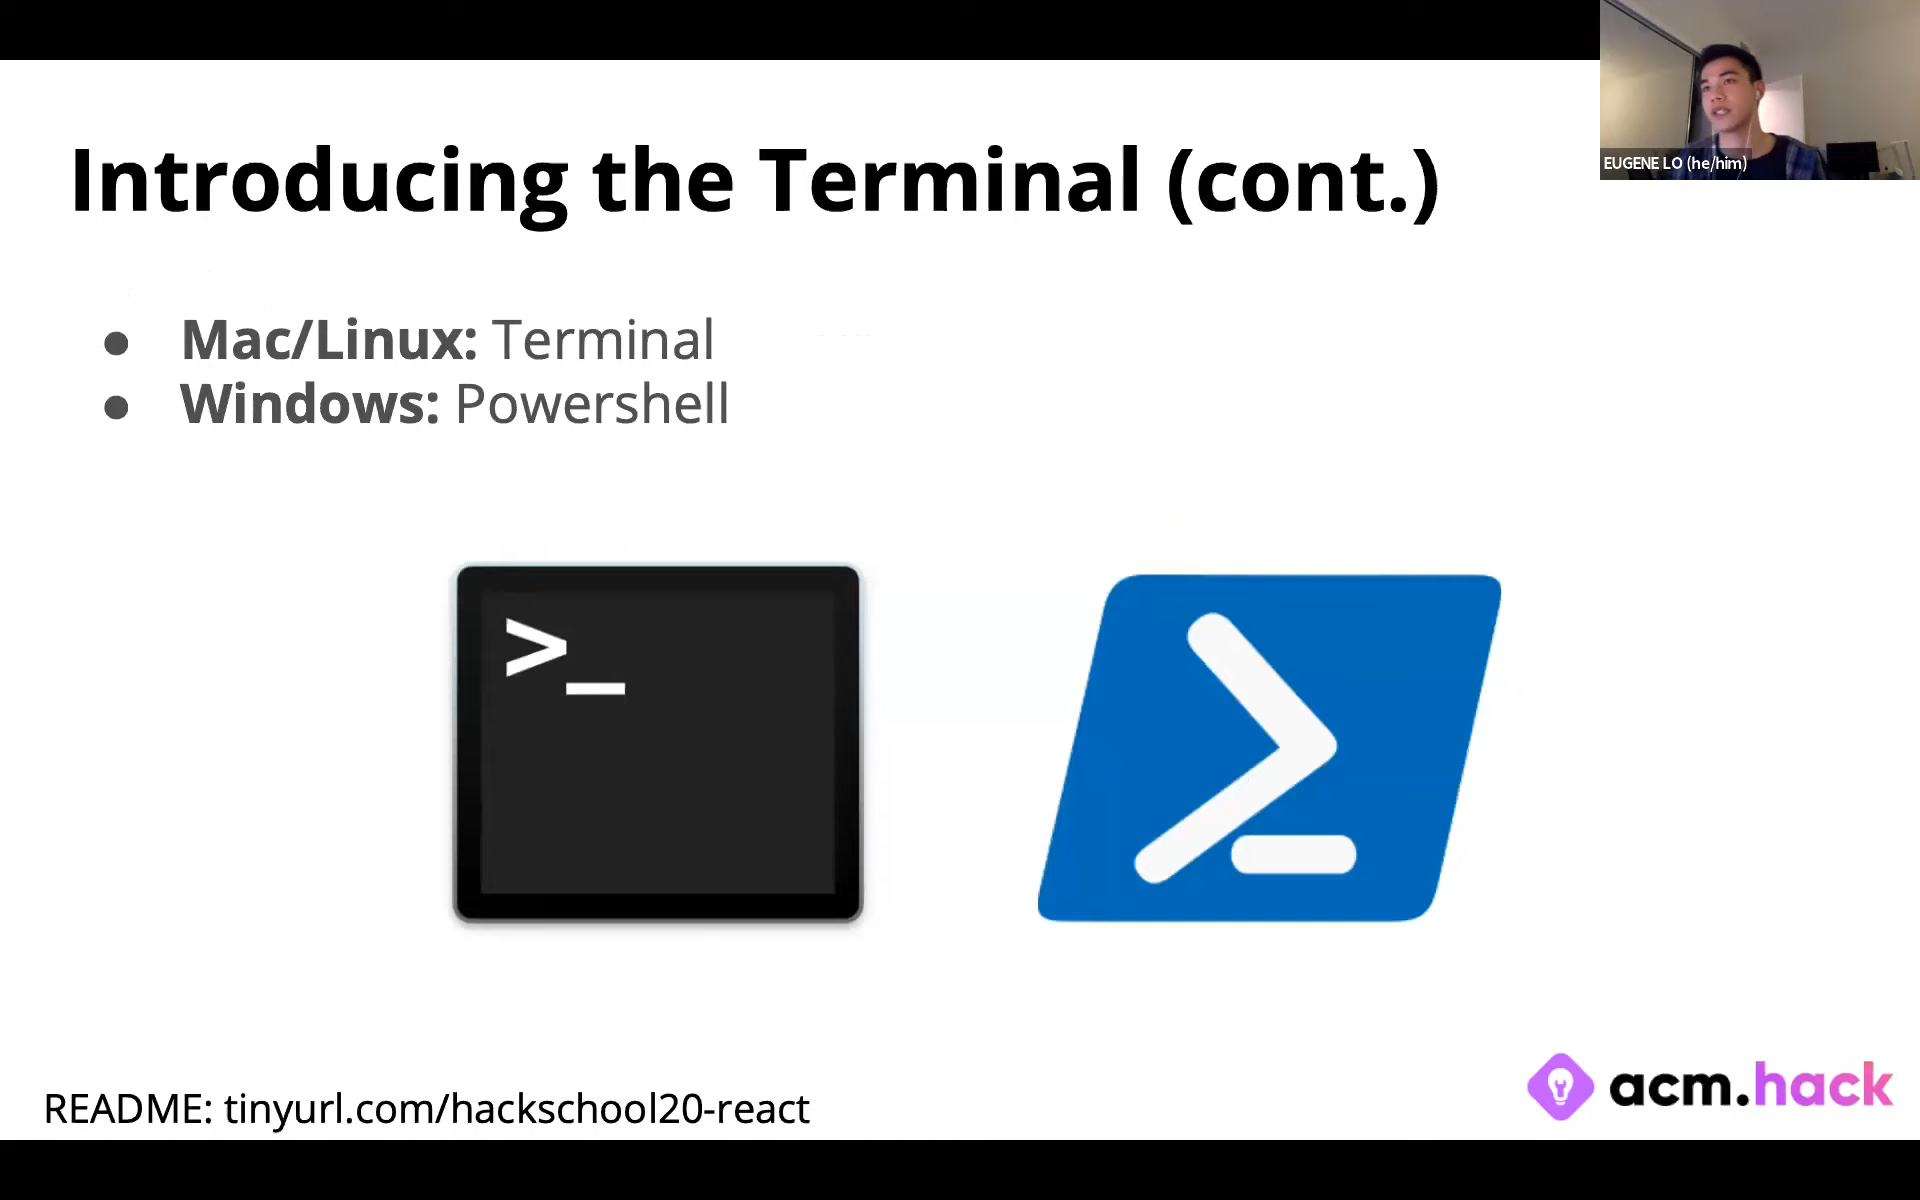 EUGENE LO (he/him)
Introducing the Terminal (cont.)
● Mac/Linux: Terminal
● Windows: Powershell
>_
README: tinyurl.com/hackschool20-react
acm.hack